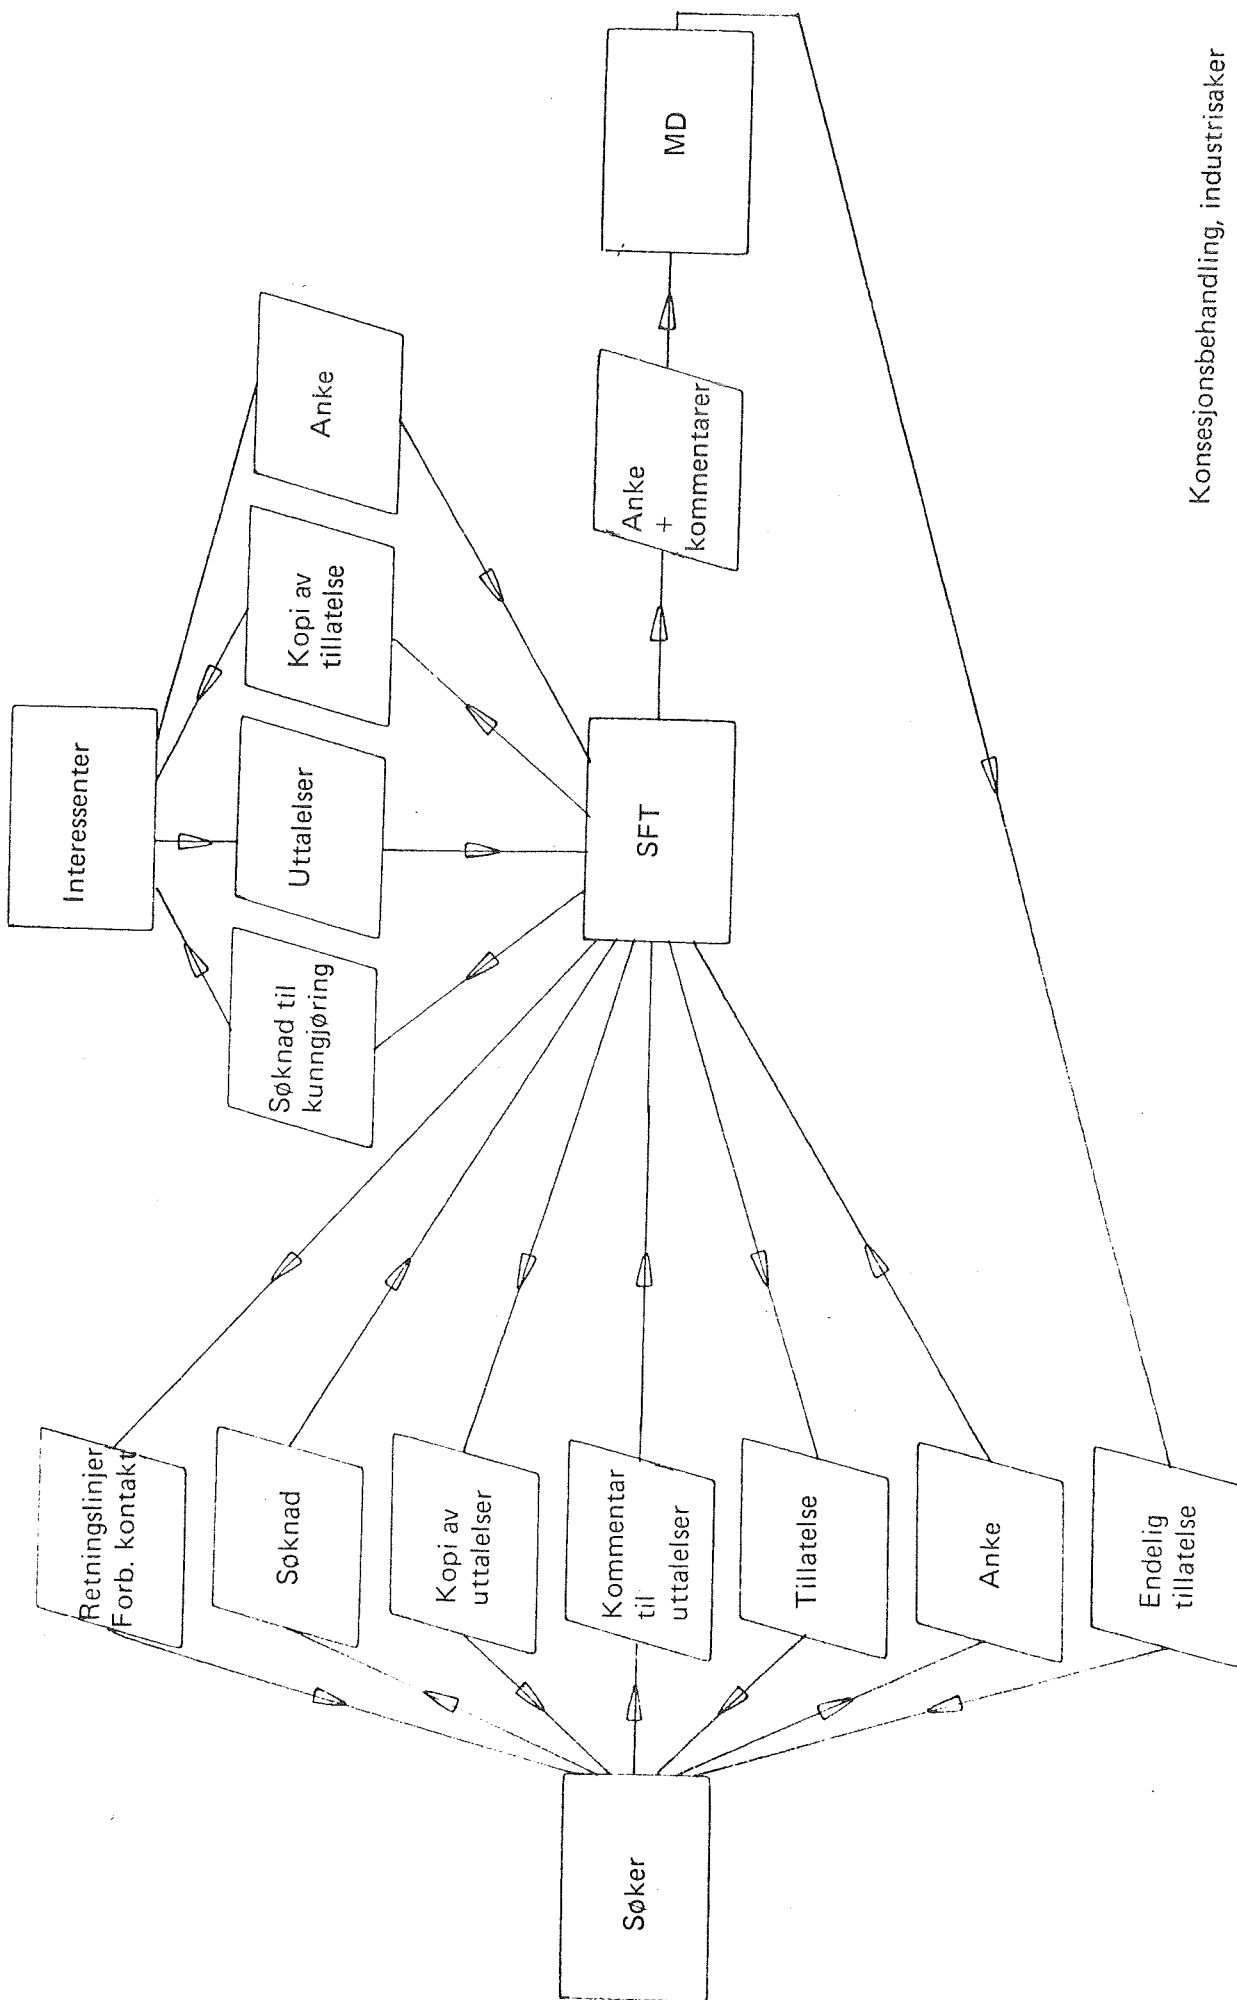 Interessenter
Søknad til
kunngjøring
Uttalelser
Kopi av
tillatelse
Anke
Retningslinjer
Forb. kontakt
Søknad
Kopi av
uttalelser
Kommentar
til
uttalelser
Tillatelse
Anke
Endelig
tillatelse
Søker
SFT
Anke
+
kommentarer
MD
Konsesjonsbehandling, industrisaker